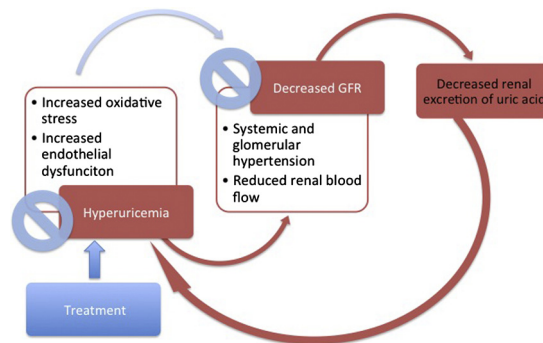 • Increased oxidative
stress
• Increased
endothelial
dysfunciton
Hyperuricemia
Treatment
Decreased GFR
• Systemic and
glomerular
hypertension
• Reduced renal blood
flow
Decreased renal
excretion of uric acid